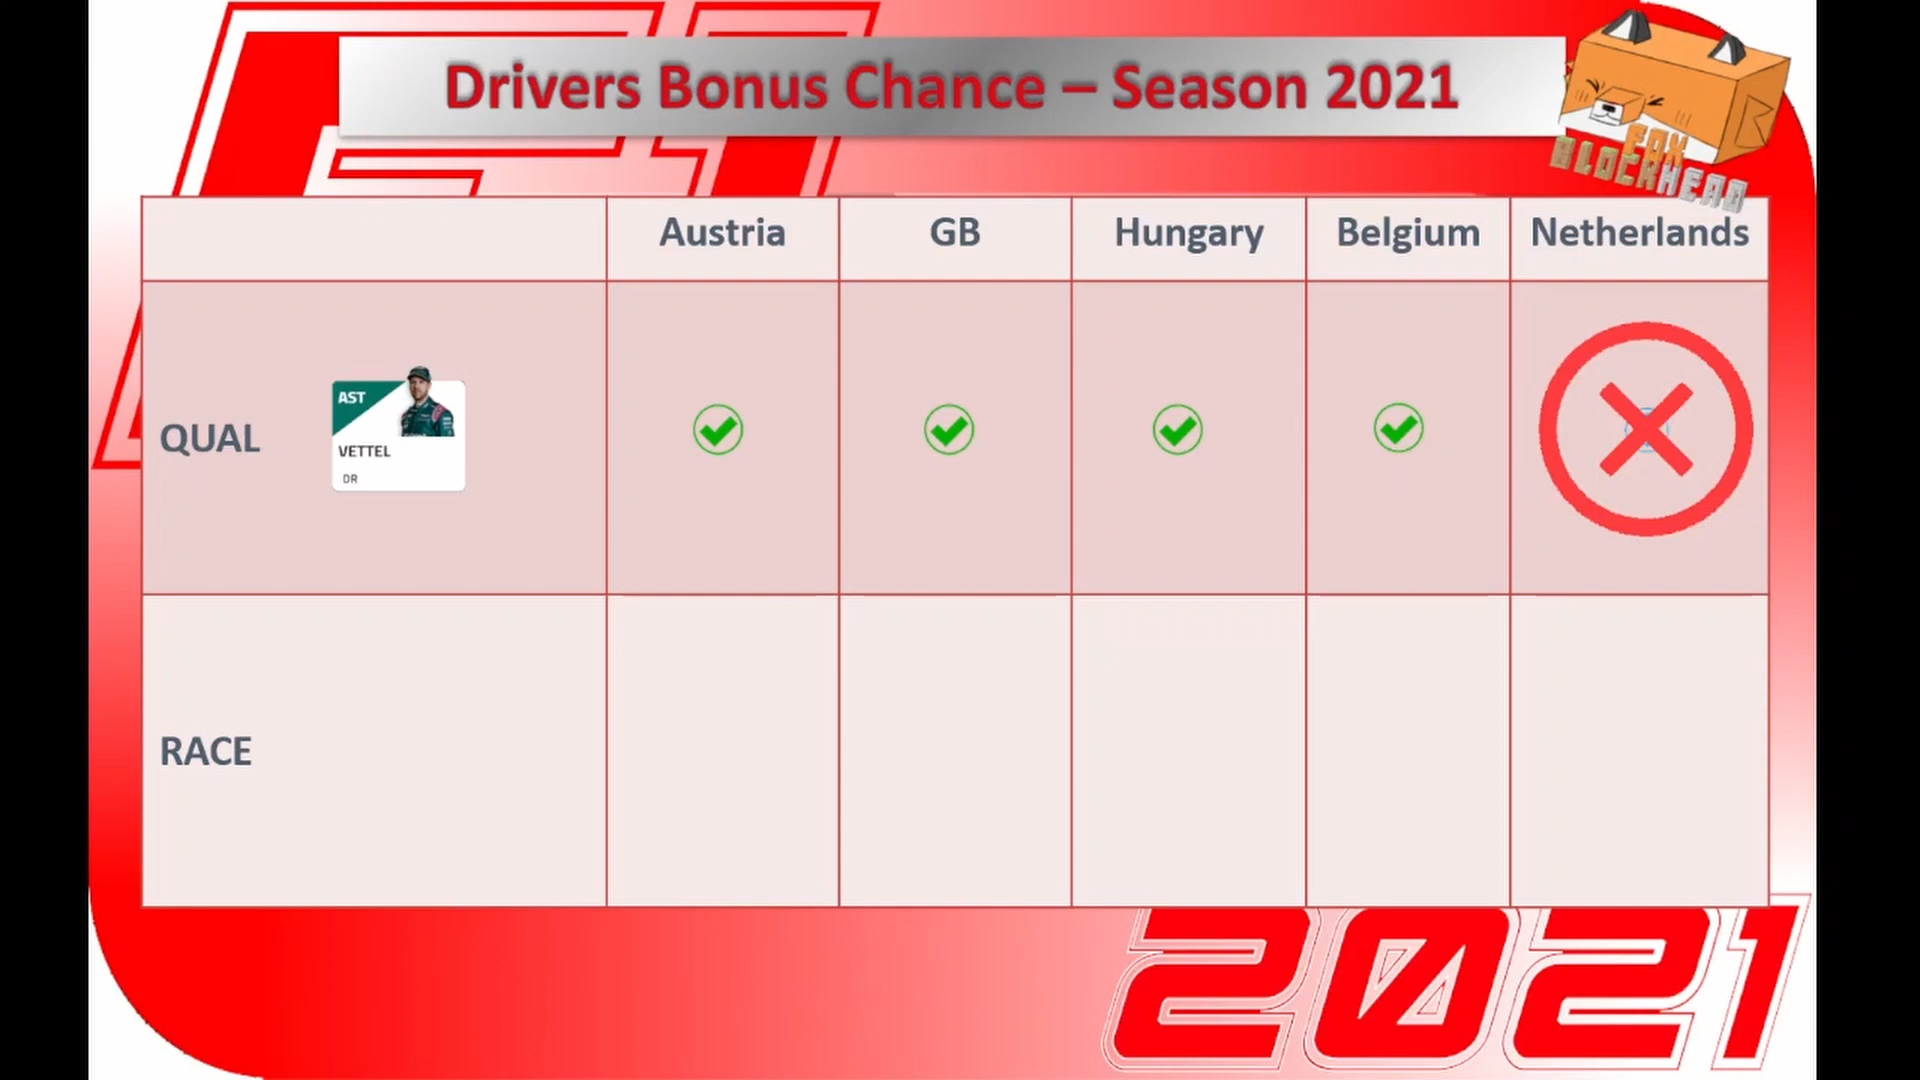 Drivers Bonus Chance – Season 2021
FOX
BLOCKHEAD
Austria GB Hungary Belgium Netherlands
QUAL
AST
VETTEL
DR
RACE
2021